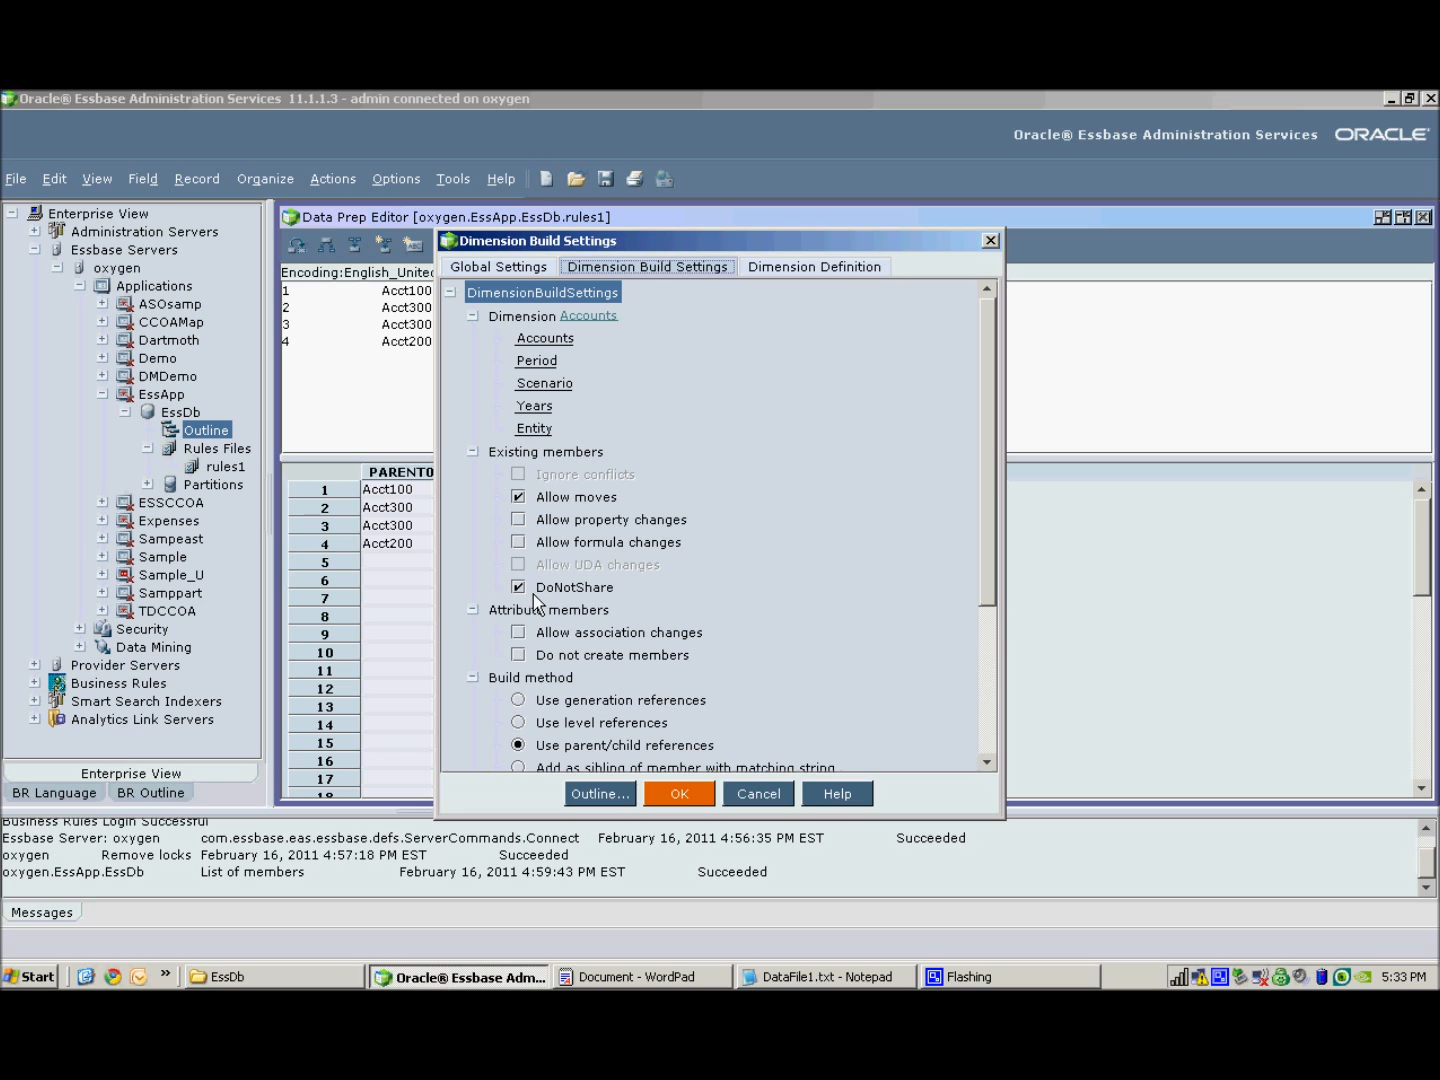 Oracle® Essbase Administration Services 11.1.1.3 - admin connected on oxygen
Oracle® Essbase Administration Services ORACLE
File Edit View Field Record Organize Actions Options Tools Help
Enterprise View
Administration Servers
Essbase Servers
oxygen
Applications
ASOsamp
CCOAMap
Dartmoth
Demo
DMDemo
EssApp
EssDb
Outline
Rules Files
rules1
Partitions
ESSCCOA
Expenses
Sampeast
Sample
Sample_U
Samppart
TDCCOA
Security
Data Mining
Provider Servers
Business Rules
Smart Search Indexers
Analytics Link Servers
Enterprise View
BR Language BR Outline
Data Prep Editor [oxygen.EssApp.EssDb.rules1]
Encoding:English_United
1 Acct100
2 Acct300
3 Acct300
4 Acct200
PARENT0
1 Acct100
2 Acct300
3 Acct300
4 Acct200
5
6
7
8
9
10
11
12
13
14
15
16
17
18
Dimension Build Settings
Global Settings Dimension Build Settings Dimension Definition
DimensionBuildSettings
Dimension Accounts
Accounts
Period
Scenario
Years
Entity
Existing members
Ignore conflicts
Allow moves
Allow property changes
Allow formula changes
Allow UDA changes
DoNotShare
Attribute members
Allow association changes
Do not create members
Build method
Use generation references
Use level references
Use parent/child references
Add as sibling of member with matching string
Outline... OK Cancel Help
Business Rules Login Successful
Essbase Server: oxygen com.essbase.eas.essbase.defs.ServerCommands.Connect February 16, 2011 4:56:35 PM EST Succeeded
oxygen Remove locks February 16, 2011 4:57:18 PM EST Succeeded
oxygen.EssApp.EssDb List of members February 16, 2011 4:59:43 PM EST Succeeded
Messages
Start » EssDb Oracle® Essbase Adm... Document - WordPad DataFile1.txt - Notepad Flashing 5:33 PM